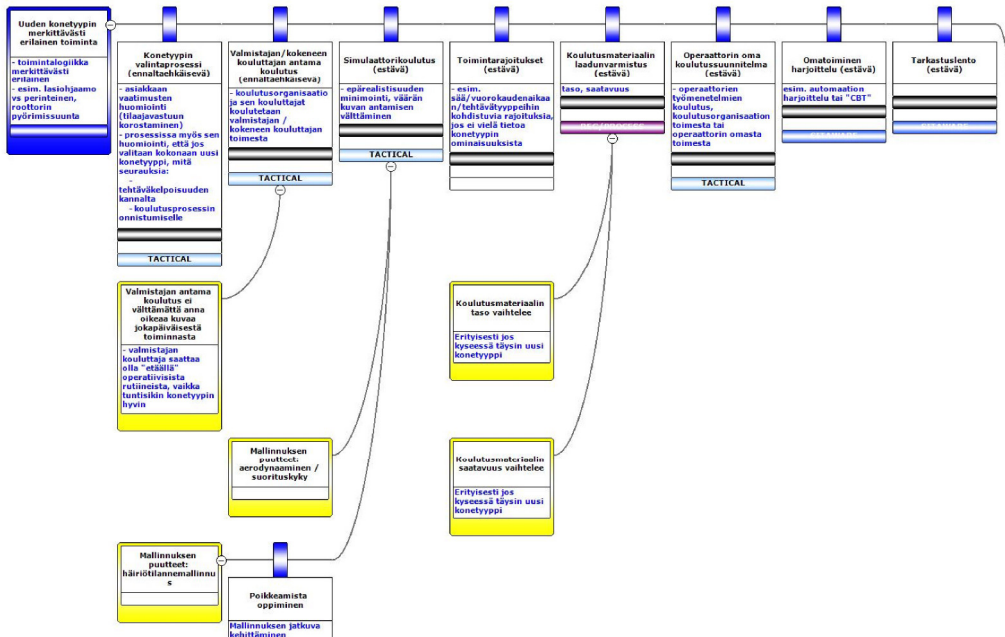 Uuden konetyypin
merkittävästi
erilainen toiminta
- toimintalogiikka
merkittävästi
erilainen
- esim. lasiohjaamo
vs perinteinen,
roottorin
pyörimissuunta
Konetyypin
valintaprosessi
(ennaltaehkäisevä)
- asiakkaan
vaatimusten
huomiointi
(tilaajavastuun
korostaminen)
- prosessissa myös sen
huomiointi, että jos
valitaan kokonaan uusi
konetyyppi, mitä
seurauksia:
-
tehtäväkelpoisuuden
kannalta
- koulutusprosessin
onnistumiselle
TACTICAL
Valmistajan/kokeneen
kouluttajan antama
koulutus
(ennaltaehkäisevä)
- koulutusorganisaatio
ja sen kouluttajat
koulutetaan
valmistajan /
kokeneen kouluttajan
toimesta
TACTICAL
Simulaattorikoulutus
(estävä)
- epärealistisuuden
minimointi, väärän
kuvan antamisen
välttäminen
TACTICAL
Toimintarajoitukset
(estävä)
- esim.
sää/vuorokaudenaikaan
/tehtävätyyppeihin
kohdistuvia rajoituksia,
jos ei vielä tietoa
konetyypin
ominaisuuksista
Koulutusmateriaalin
laadunvarmistus
(estävä)
taso, saatavuus
Operaattorin oma
koulutussuunnitelma
(estävä)
- operaattorien
työmenetelmien
koulutus,
koulutusorganisaation
toimesta tai
operaattorin omasta
toimesta
TACTICAL
Omatoiminen
harjoittelu (estävä)
esim. automaation
harjoittelu tai "CBT"
Tarkastuslento
(estävä)
Valmistajan antama
koulutus ei
välttämättä anna
oikeaa kuvaa
jokapäiväisestä
toiminnasta
- valmistajan
kouluttaja saattaa
olla "etäällä"
operatiivisista
rutiineista, vaikka
tuntisikin konetyypin
hyvin
Koulutusmateriaalin
taso vaihtelee
Erityisesti jos
kyseessä täysin uusi
konetyyppi
Mallinnuksen
puutteet:
aerodynaaminen /
suorituskyky
Koulutusmateriaalin
saatavuus vaihtelee
Erityisesti jos
kyseessä täysin uusi
konetyyppi
Mallinnuksen
puutteet:
häiriötilannemallinnu
s
Poikkeamista
oppiminen
Mallinnuksen jatkuva
kehittäminen